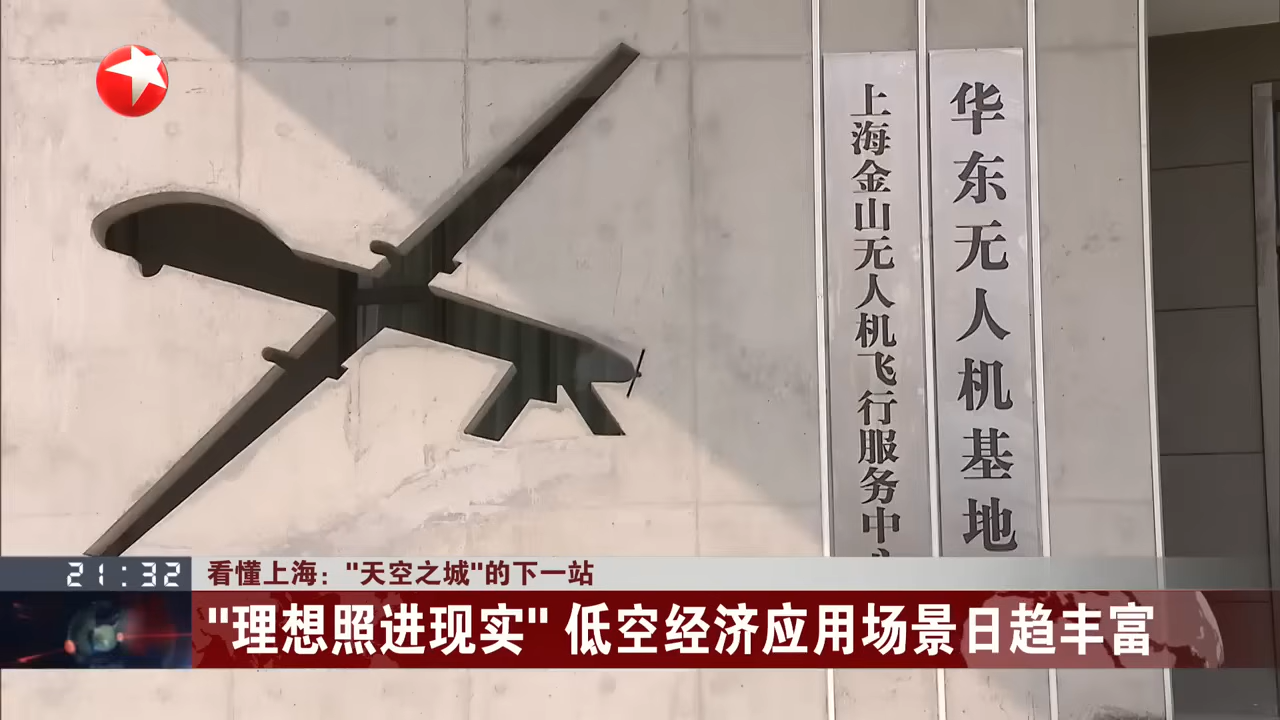 华东无人机基地
上海金山无人机飞行服务中
21:32
看懂上海："天空之城"的下一站
"理想照进现实" 低空经济应用场景日趋丰富